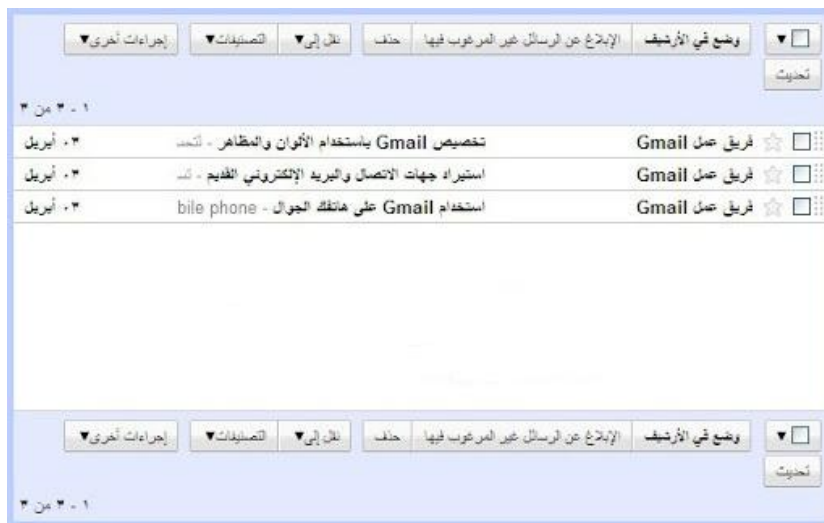 وضع في الأرشيف الإبلاغ عن الرسائل غير المرغوب فيها حذف نقل إلى▼ التصنيفات▼ إجراءات أخرى▼
تحديث
١ - ٣ من ٣
فريق عمل Gmail تخصيص Gmail باستخدام الألوان والمظاهر - ٣٠ أبريل
فريق عمل Gmail استيراد جهات الاتصال والبريد الإلكتروني القديم - ٣٠ أبريل
فريق عمل Gmail استخدام Gmail على هاتفك الجوال - bile phone ٣٠ أبريل
وضع في الأرشيف الإبلاغ عن الرسائل غير المرغوب فيها حذف نقل إلى▼ التصنيفات▼ إجراءات أخرى▼
تحديث
١ - ٣ من ٣